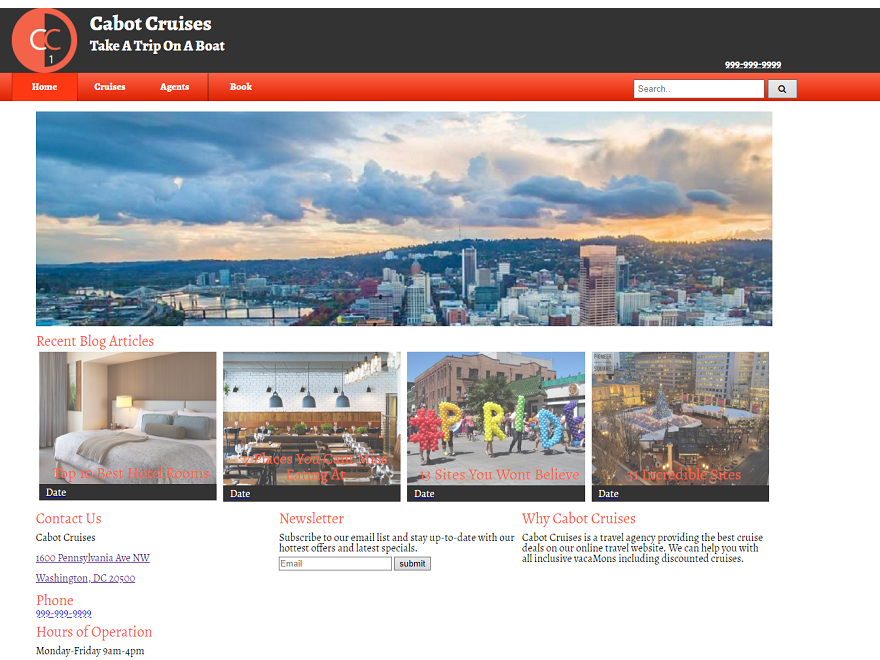 CC
1
Cabot Cruises
Take A Trip On A Boat
999-999-9999
Home Cruises Agents Book
Search..
Recent Blog Articles
Top 10 Best Hotel Rooms
Date
Places You Cant Miss
Eating At
Date
#PRIDE
13 Sites You Wont Believe
Date
PIONEER
SQUARE
31 Incredible Sites
Date
Contact Us
Cabot Cruises
1600 Pennsylvania Ave NW
Washington, DC 20500
Phone
999-999-9999
Hours of Operation
Monday-Friday 9am-4pm
Newsletter
Subscribe to our email list and stay up-to-date with our
hottest offers and latest specials.
Email submit
Why Cabot Cruises
Cabot Cruises is a travel agency providing the best cruise
deals on our online travel website. We can help you with
all inclusive vacaMons including discounted cruises.